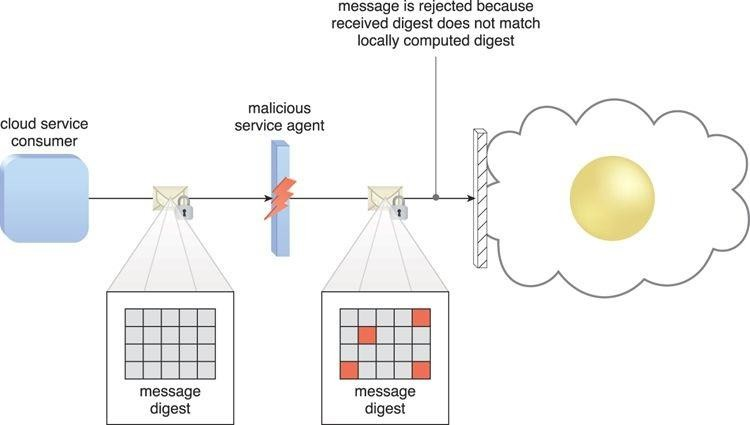 message is rejected because
received digest does not match
locally computed digest
cloud service
consumer
malicious
service agent
message
digest
message
digest